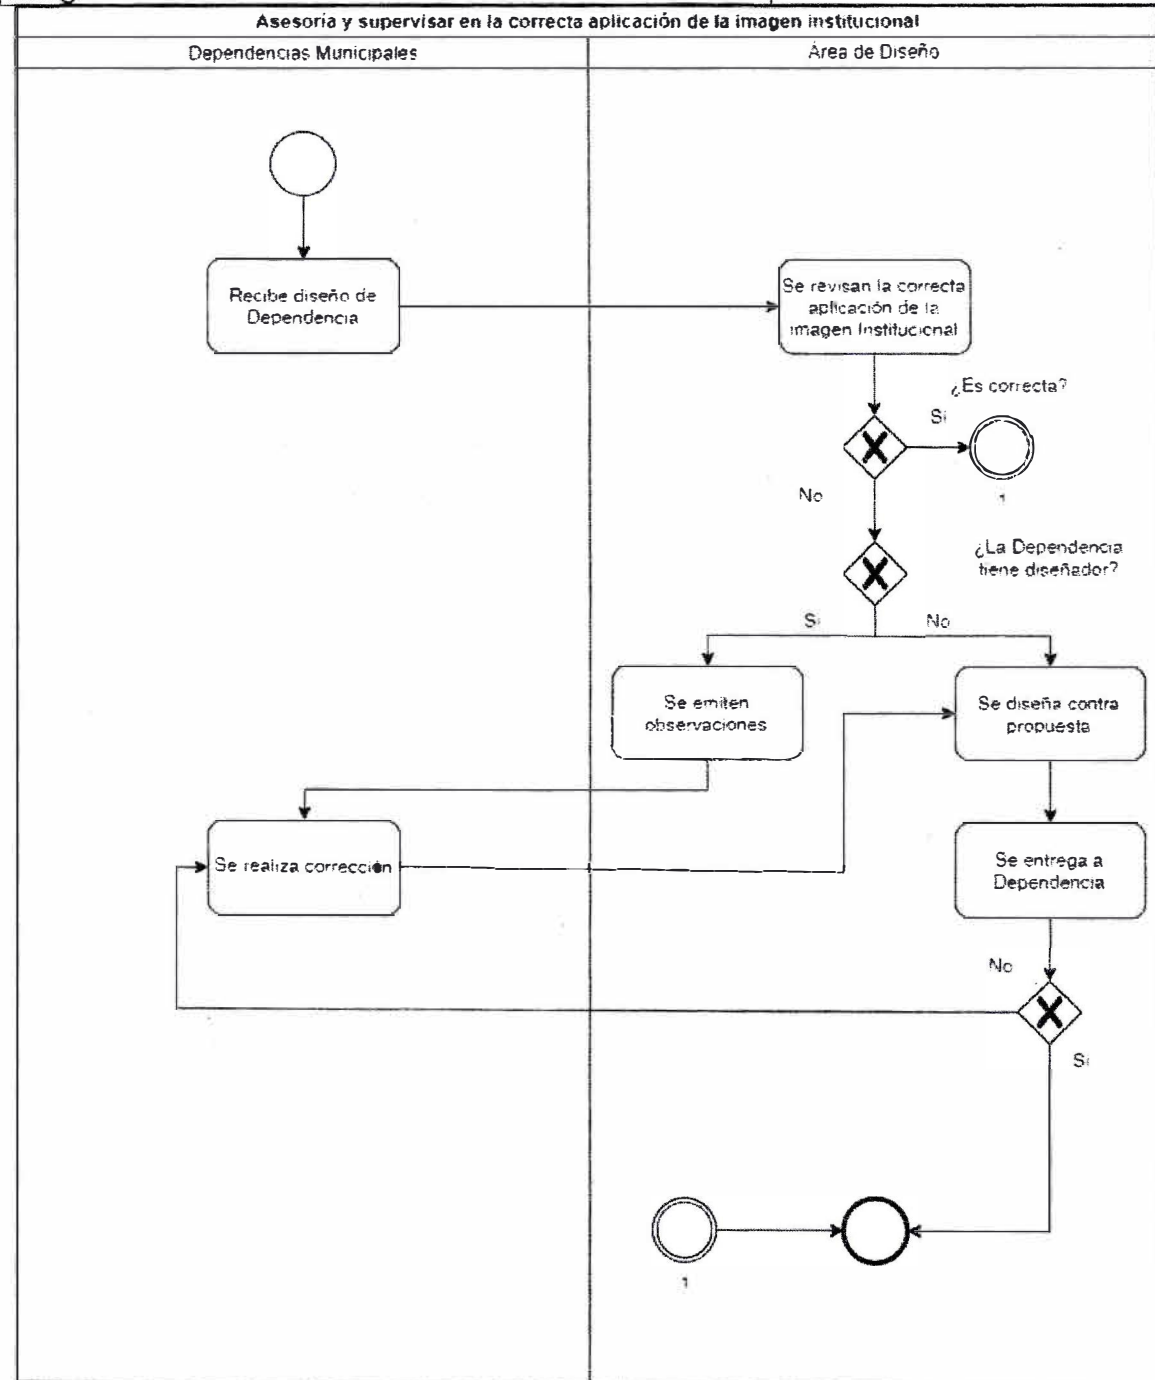 Asesoría y supervisar en la correcta aplicación de la imagen institucional
Dependencias Municipales
Área de Diseño
Recibe diseño de
Dependencia
Se revisan la correcta
aplicación de la
imagen Institucional
¿Es correcta?
Si
No
1
¿La Dependencia
tiene diseñador?
Si
No
Se emiten
observaciones
Se diseña contra
propuesta
Se realiza corrección
Se entrega a
Dependencia
No
Si
1